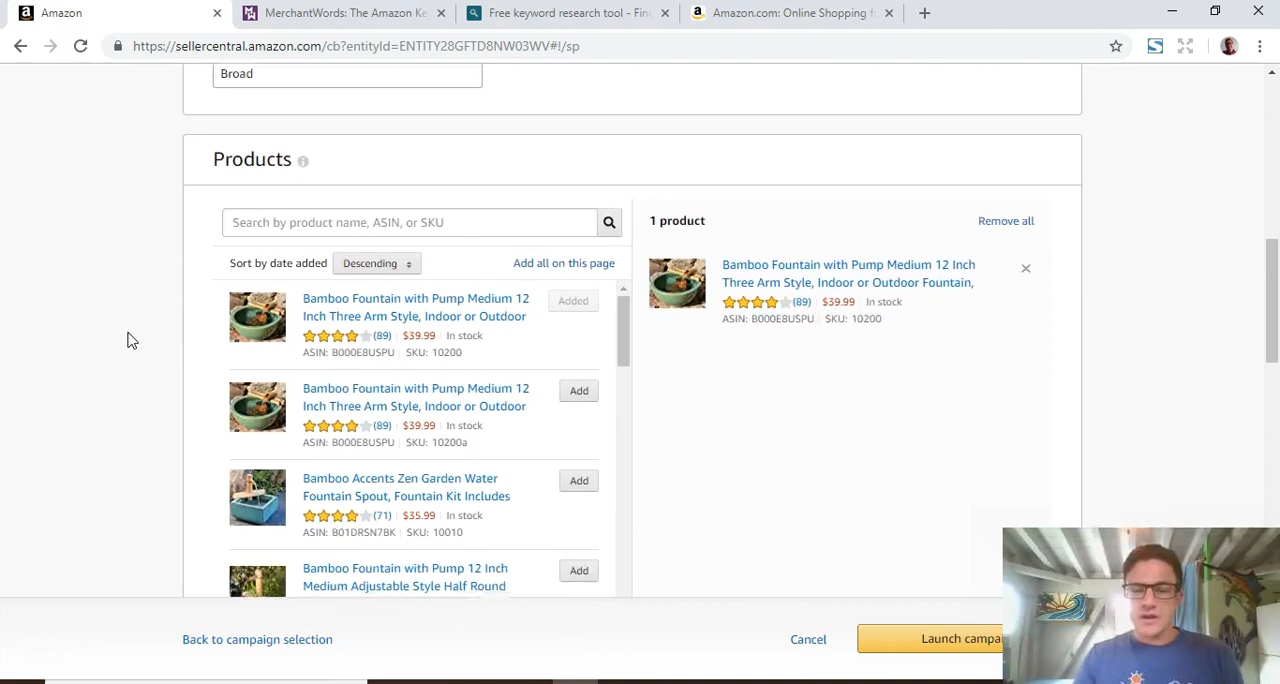 Amazon
MerchantWords: The Amazon Ke
Free keyword research tool - Finc
Amazon.com: Online Shopping f
https://sellercentral.amazon.com/cb?entityId=ENTITY28GFTD8NW03WV#!/sp
Broad
Products
Search by product name, ASIN, or SKU
Sort by date added
Descending
Add all on this page
Bamboo Fountain with Pump Medium 12
Inch Three Arm Style, Indoor or Outdoor
Added
(89) $39.99 In stock
ASIN: B000E8USPU SKU: 10200
Bamboo Fountain with Pump Medium 12
Inch Three Arm Style, Indoor or Outdoor
Add
(89) $39.99 In stock
ASIN: B000E8USPU SKU: 10200a
Bamboo Accents Zen Garden Water
Fountain Spout, Fountain Kit Includes
Add
(71) $35.99 In stock
ASIN: B01DRSN7BK SKU: 10010
Bamboo Fountain with Pump 12 Inch
Medium Adjustable Style Half Round
Add
1 product
Remove all
Bamboo Fountain with Pump Medium 12 Inch
Three Arm Style, Indoor or Outdoor Fountain,
(89) $39.99 In stock
ASIN: B000E8USPU SKU: 10200
Back to campaign selection
Cancel
Launch campa